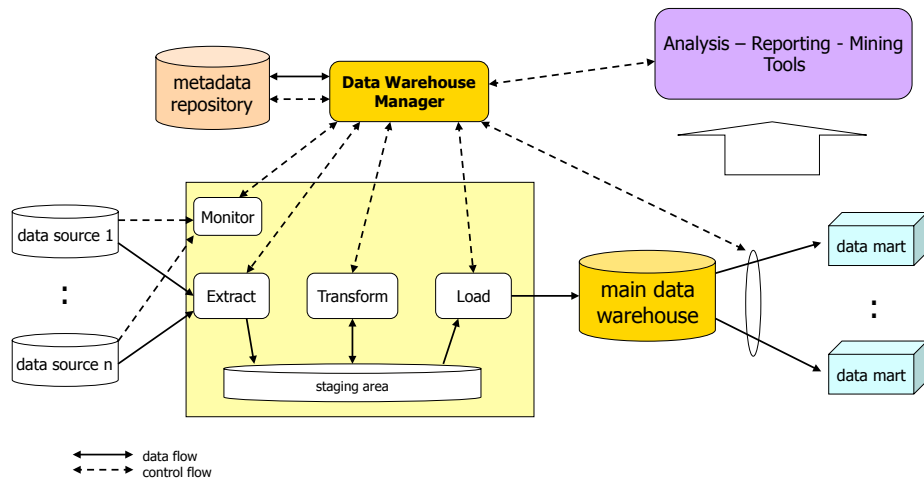 Analysis – Reporting - Mining
Tools
metadata
repository
Data Warehouse
Manager
Monitor
data source 1
:
Extract
Transform
Load
main data
warehouse
data mart
:
data source n
staging area
data mart
data flow
control flow